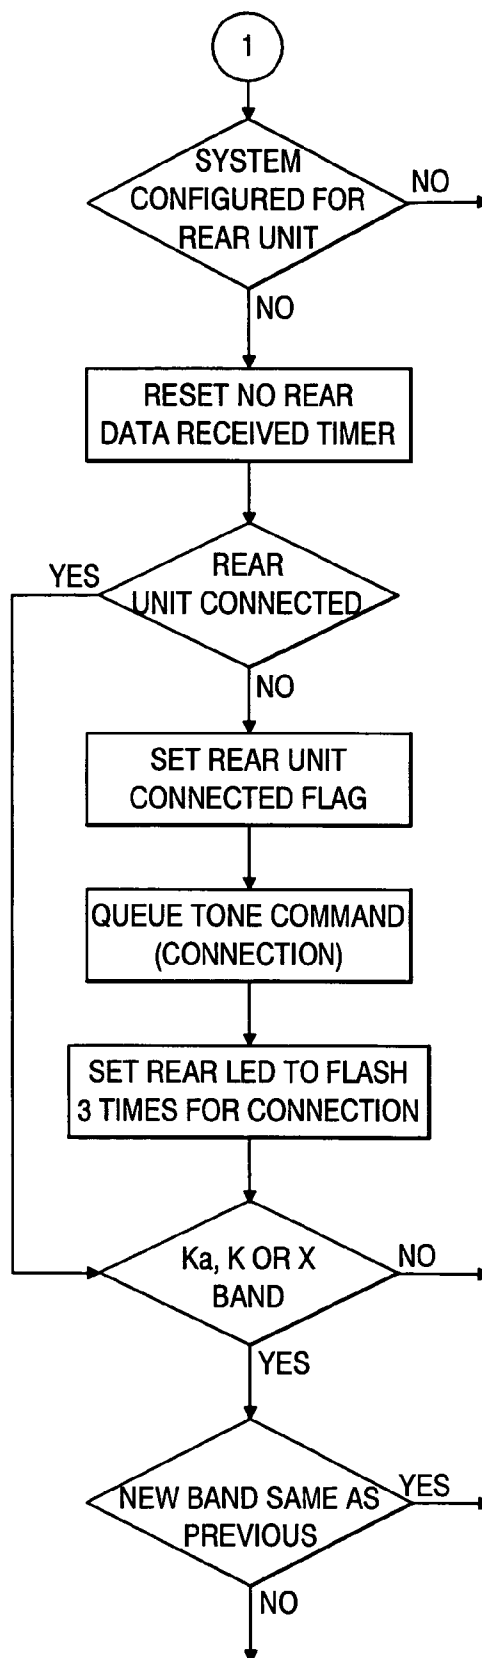 1
SYSTEM
CONFIGURED FOR
REAR UNIT
NO
NO
RESET NO REAR
DATA RECEIVED TIMER
YES
REAR
UNIT CONNECTED
NO
SET REAR UNIT
CONNECTED FLAG
QUEUE TONE COMMAND
(CONNECTION)
SET REAR LED TO FLASH
3 TIMES FOR CONNECTION
Ka, K OR X
BAND
NO
YES
NEW BAND SAME AS
PREVIOUS
YES
NO